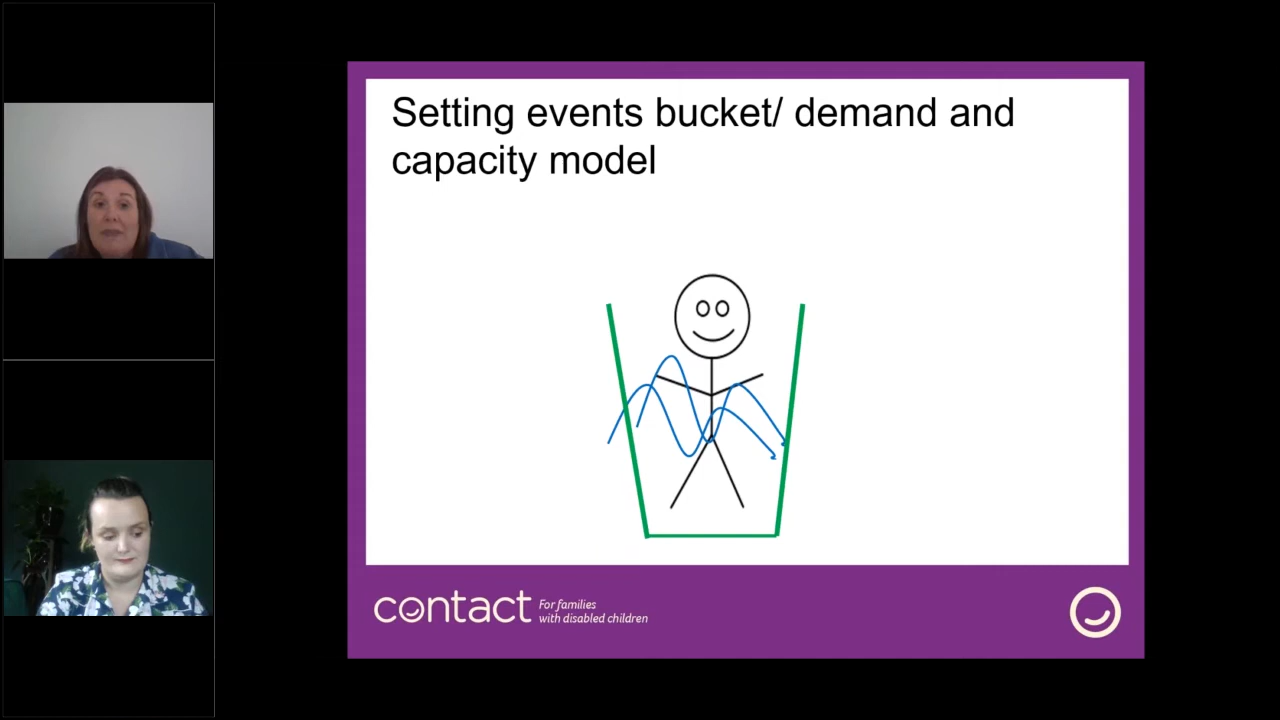 Setting events bucket/ demand and
capacity model
contact
For families
with disabled children